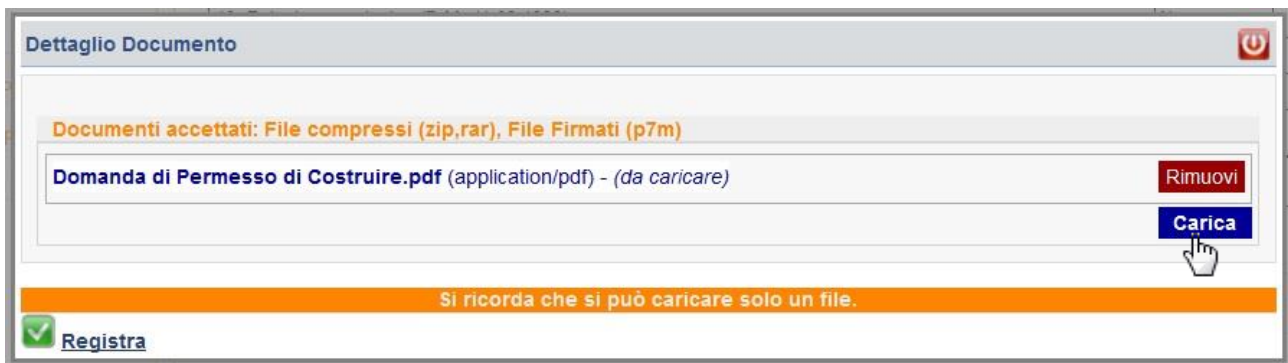 Dettaglio Documento
Documenti accettati: File compressi (zip,rar), File Firmati (p7m)
Domanda di Permesso di Costruire.pdf (application/pdf) - (da caricare)
Rimuovi
Carica
Si ricorda che si può caricare solo un file.
Registra